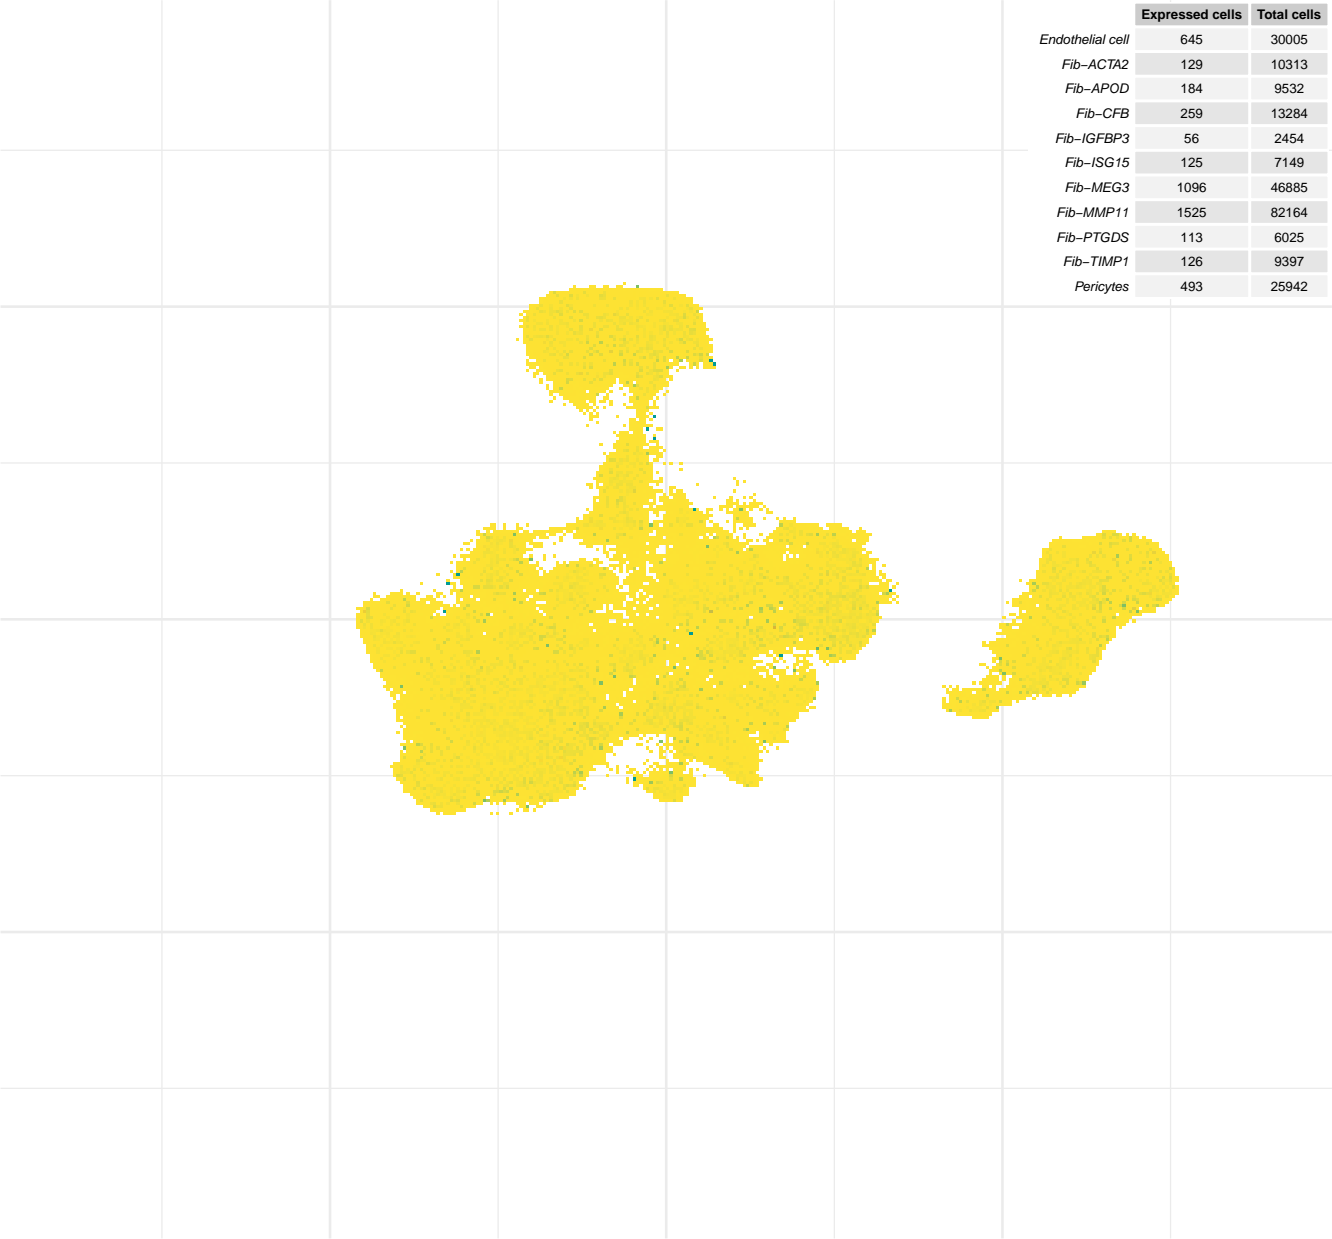 Expressed cells Total cells
Endothelial cell 645 30005
Fib−ACTA2 129 10313
Fib−APOD 184 9532
Fib−CFB 259 13284
Fib−IGFBP3 56 2454
Fib−ISG15 125 7149
Fib−MEG3 1096 46885
Fib−MMP11 1525 82164
Fib−PTGDS 113 6025
Fib−TIMP1 126 9397
Pericytes 493 25942